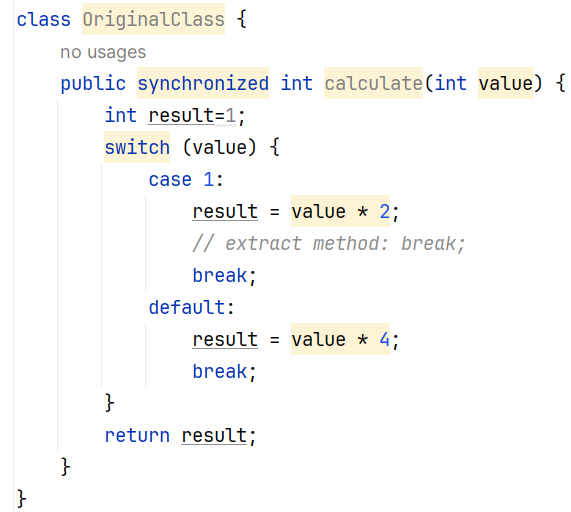 class OriginalClass {
no usages
public synchronized int calculate(int value) {
int result=1;
switch (value) {
case 1:
result = value * 2;
// extract method: break;
break;
default:
result = value * 4;
break;
}
return result;
}
}